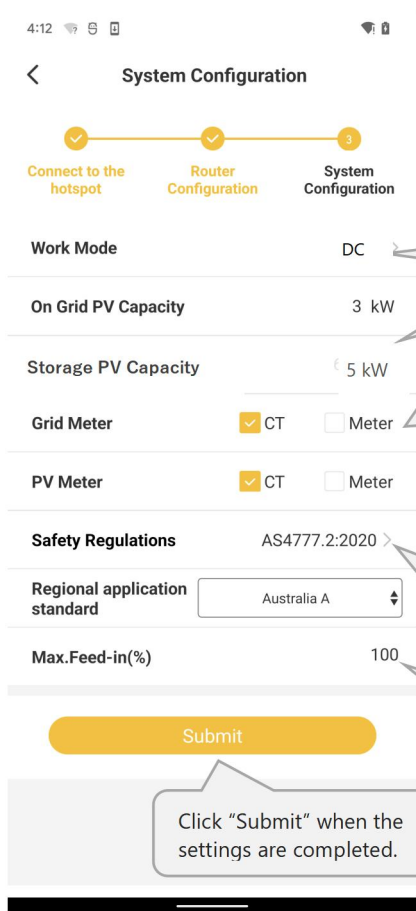 4:12
System Configuration
3
Connect to the
hotspot
Router
Configuration
System
Configuration
Work Mode DC
On Grid PV Capacity 3 kW
Storage PV Capacity 5 kW
Grid Meter CT Meter
PV Meter CT Meter
Safety Regulations AS4777.2:2020
Regional application
standard
Australia A
Max.Feed-in(%) 100
Submit
Click “Submit” when the
settings are completed.